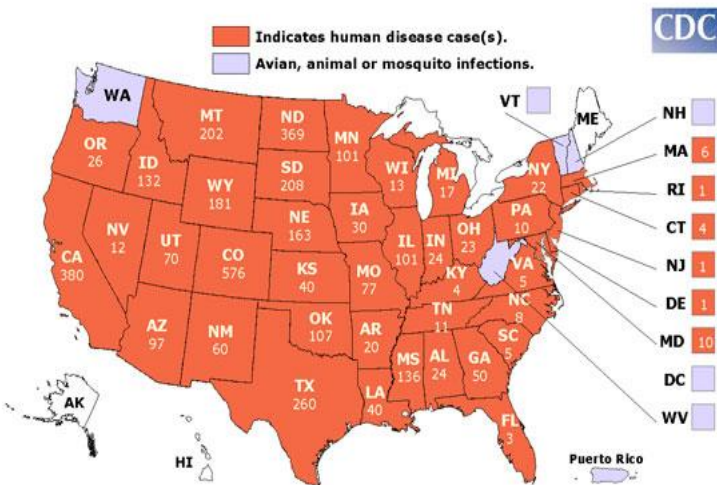 Indicates human disease case(s).
Avian, animal or mosquito infections.
CDC
WA
MT
202
ND
369
MN
101
VT
ME
NH
OR
26
ID
132
WY
181
SD
208
WI
13
MI
17
NY
22
MA 6
RI 1
CT 4
NJ 1
DE 1
MD 10
DC
WV
NV
12
UT
70
CO
576
NE
163
IA
30
IL
101
IN
24
OH
23
PA
10
CA
380
KS
40
MO
77
KY
4
VA
5
AZ
97
NM
60
OK
107
AR
20
TN
11
NC
8
SC
5
TX
260
LA
40
MS
136
AL
24
GA
50
FL
3
AK
HI
Puerto Rico